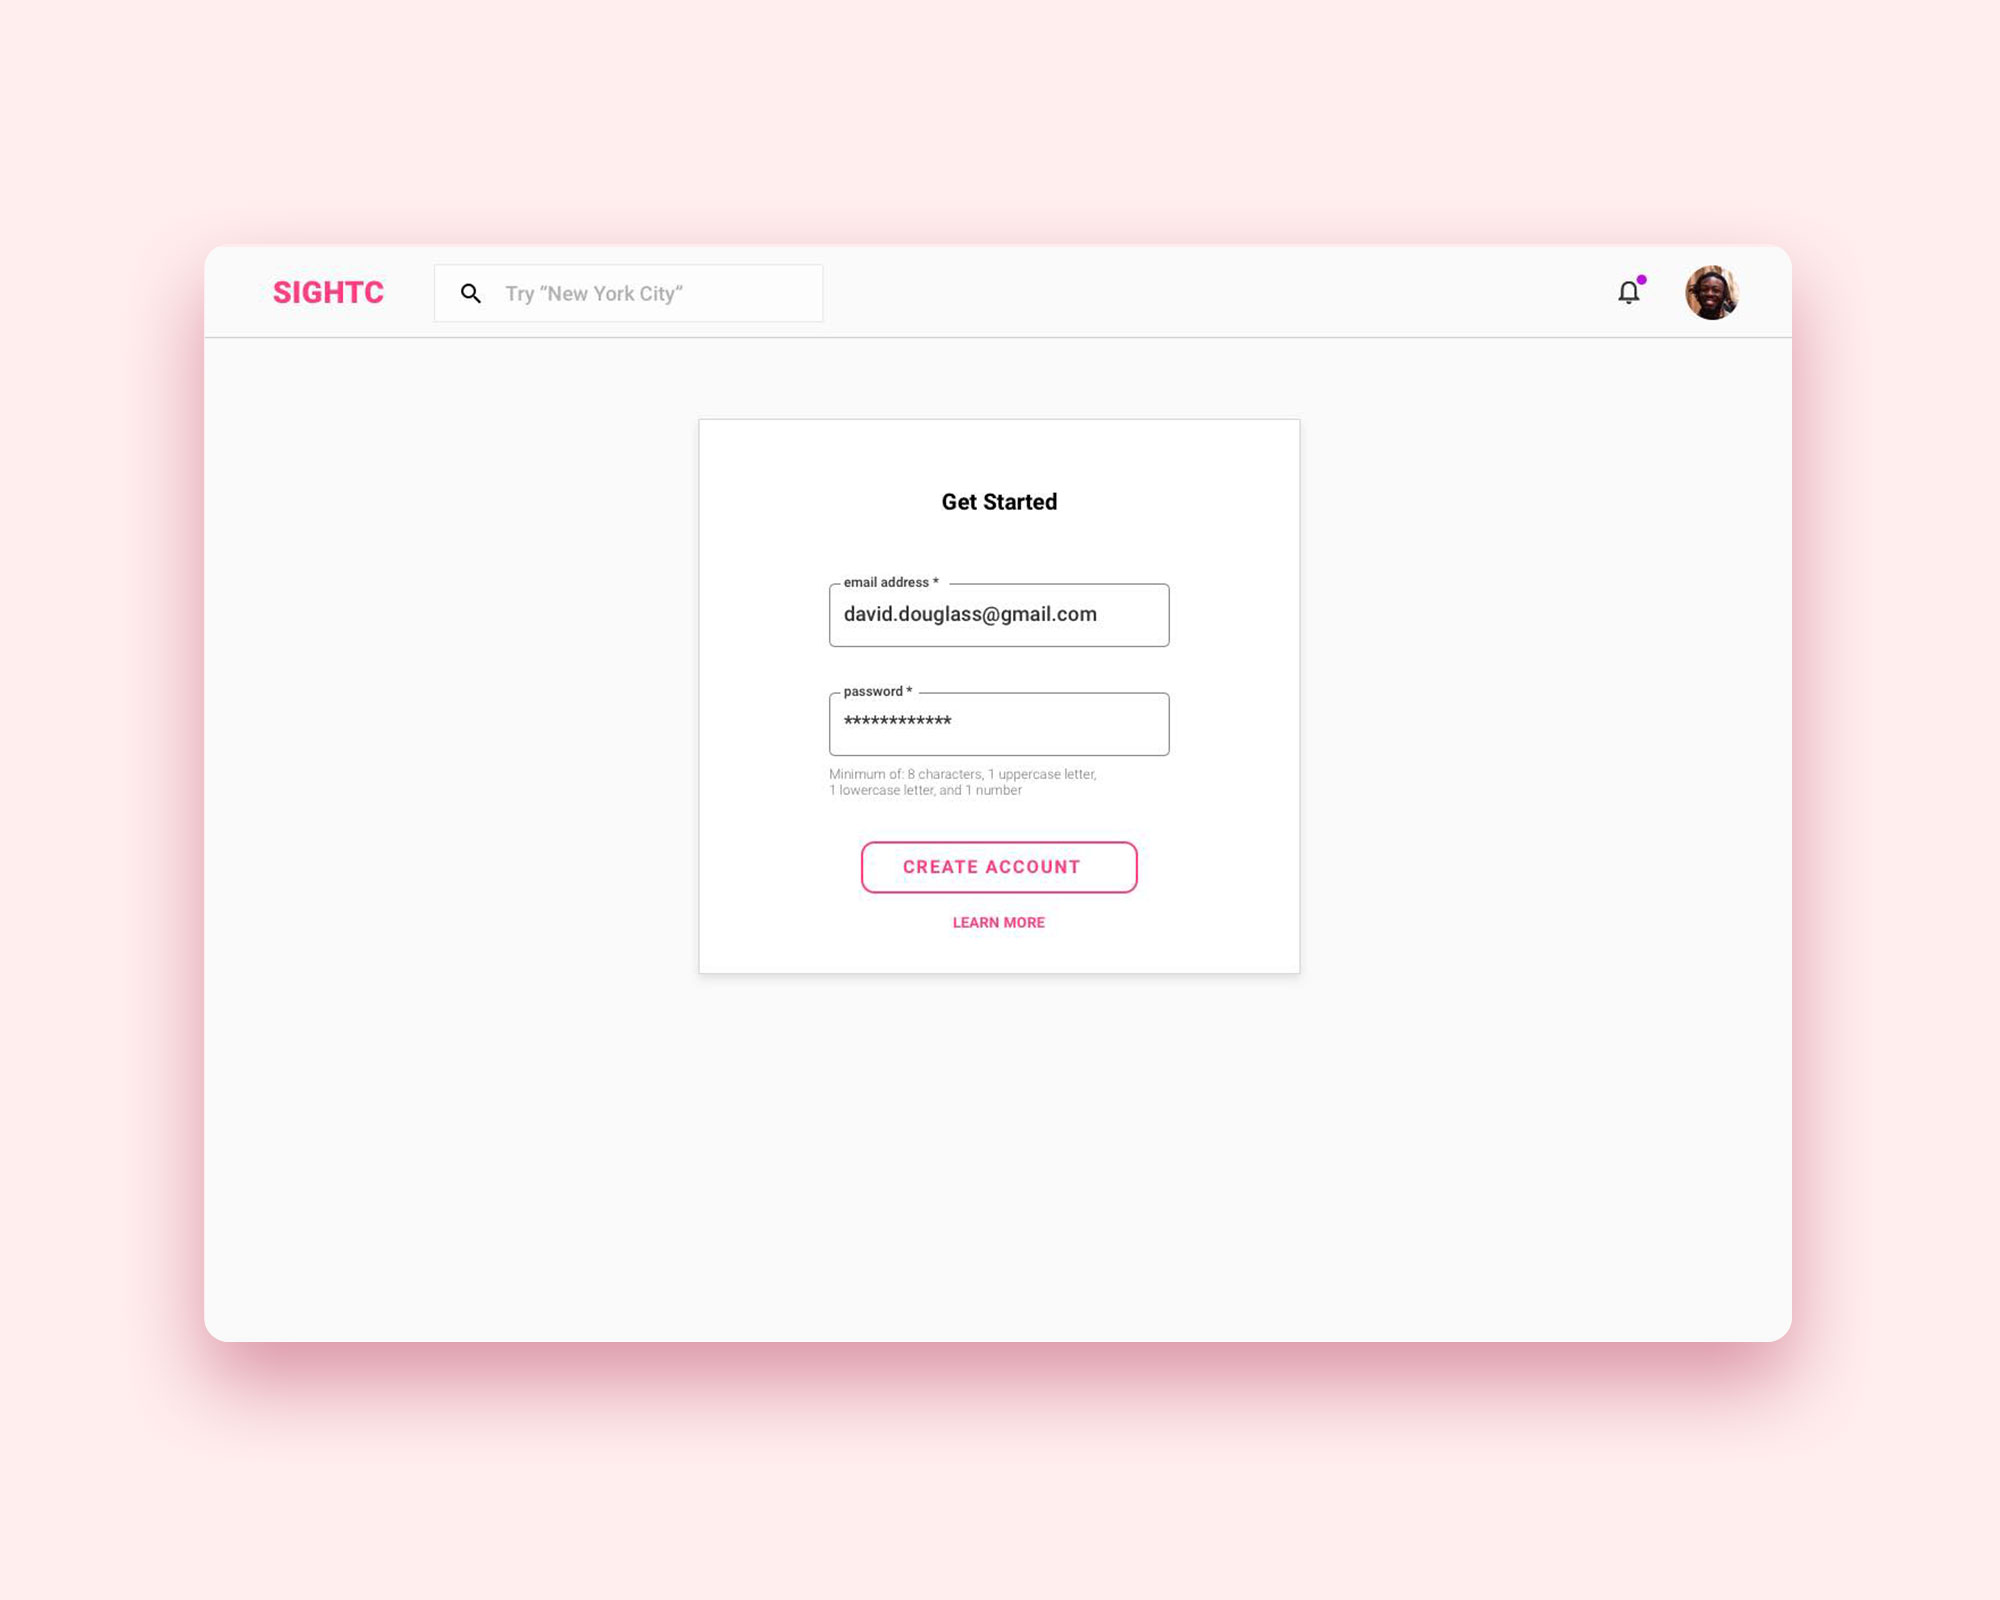 SIGHTC
Try “New York City”
Get Started
email address *
david.douglass@gmail.com
password *
************
Minimum of: 8 characters, 1 uppercase letter,
1 lowercase letter, and 1 number
CREATE ACCOUNT
LEARN MORE